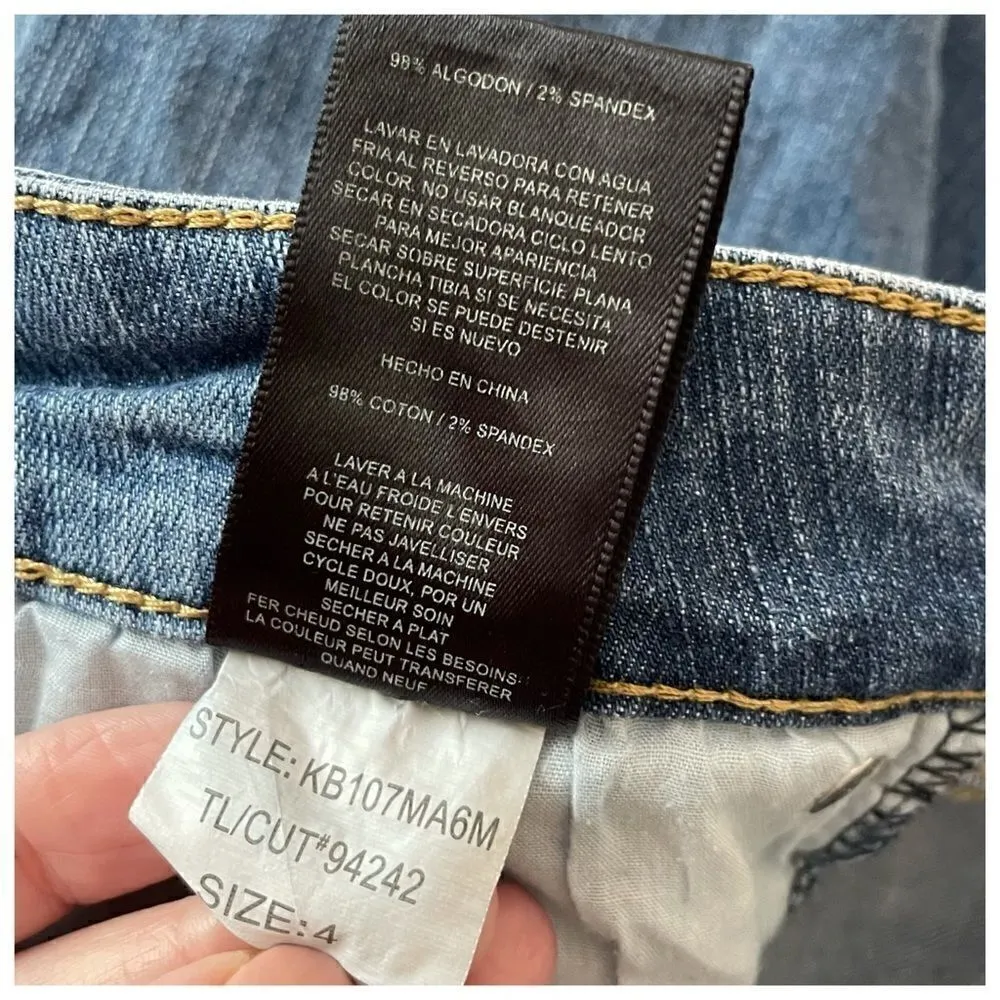 98% ALGODON / 2% SPANDEX
LAVAR EN LAVADORA CON AGUA
FRIA AL REVERSO PARA RETENER
COLOR. NO USAR BLANQUEADOR
SECAR EN SECADORA CICLO LENTO
PARA MEJOR APARIENCIA
SECAR SOBRE SUPERFICIE PLANA
PLANCHA TIBIA SI SE NECESITA
EL COLOR SE PUEDE DESTENIR
SI ES NUEVO
HECHO EN CHINA
98% COTON / 2% SPANDEX
LAVER A LA MACHINE
A L'EAU FROIDE L'ENVERS
POUR RETENIR COULEUR
NE PAS JAVELLISER
SECHER A LA MACHINE
CYCLE DOUX, POR UN
MEILLEUR SOIN
SECHER A PLAT
FER CHEUD SELON LES BESOINS
LA COULEUR PEUT TRANSFERER
QUAND NEUF
STYLE: KB107MA6M
TL/CUT#94242
SIZE: 4